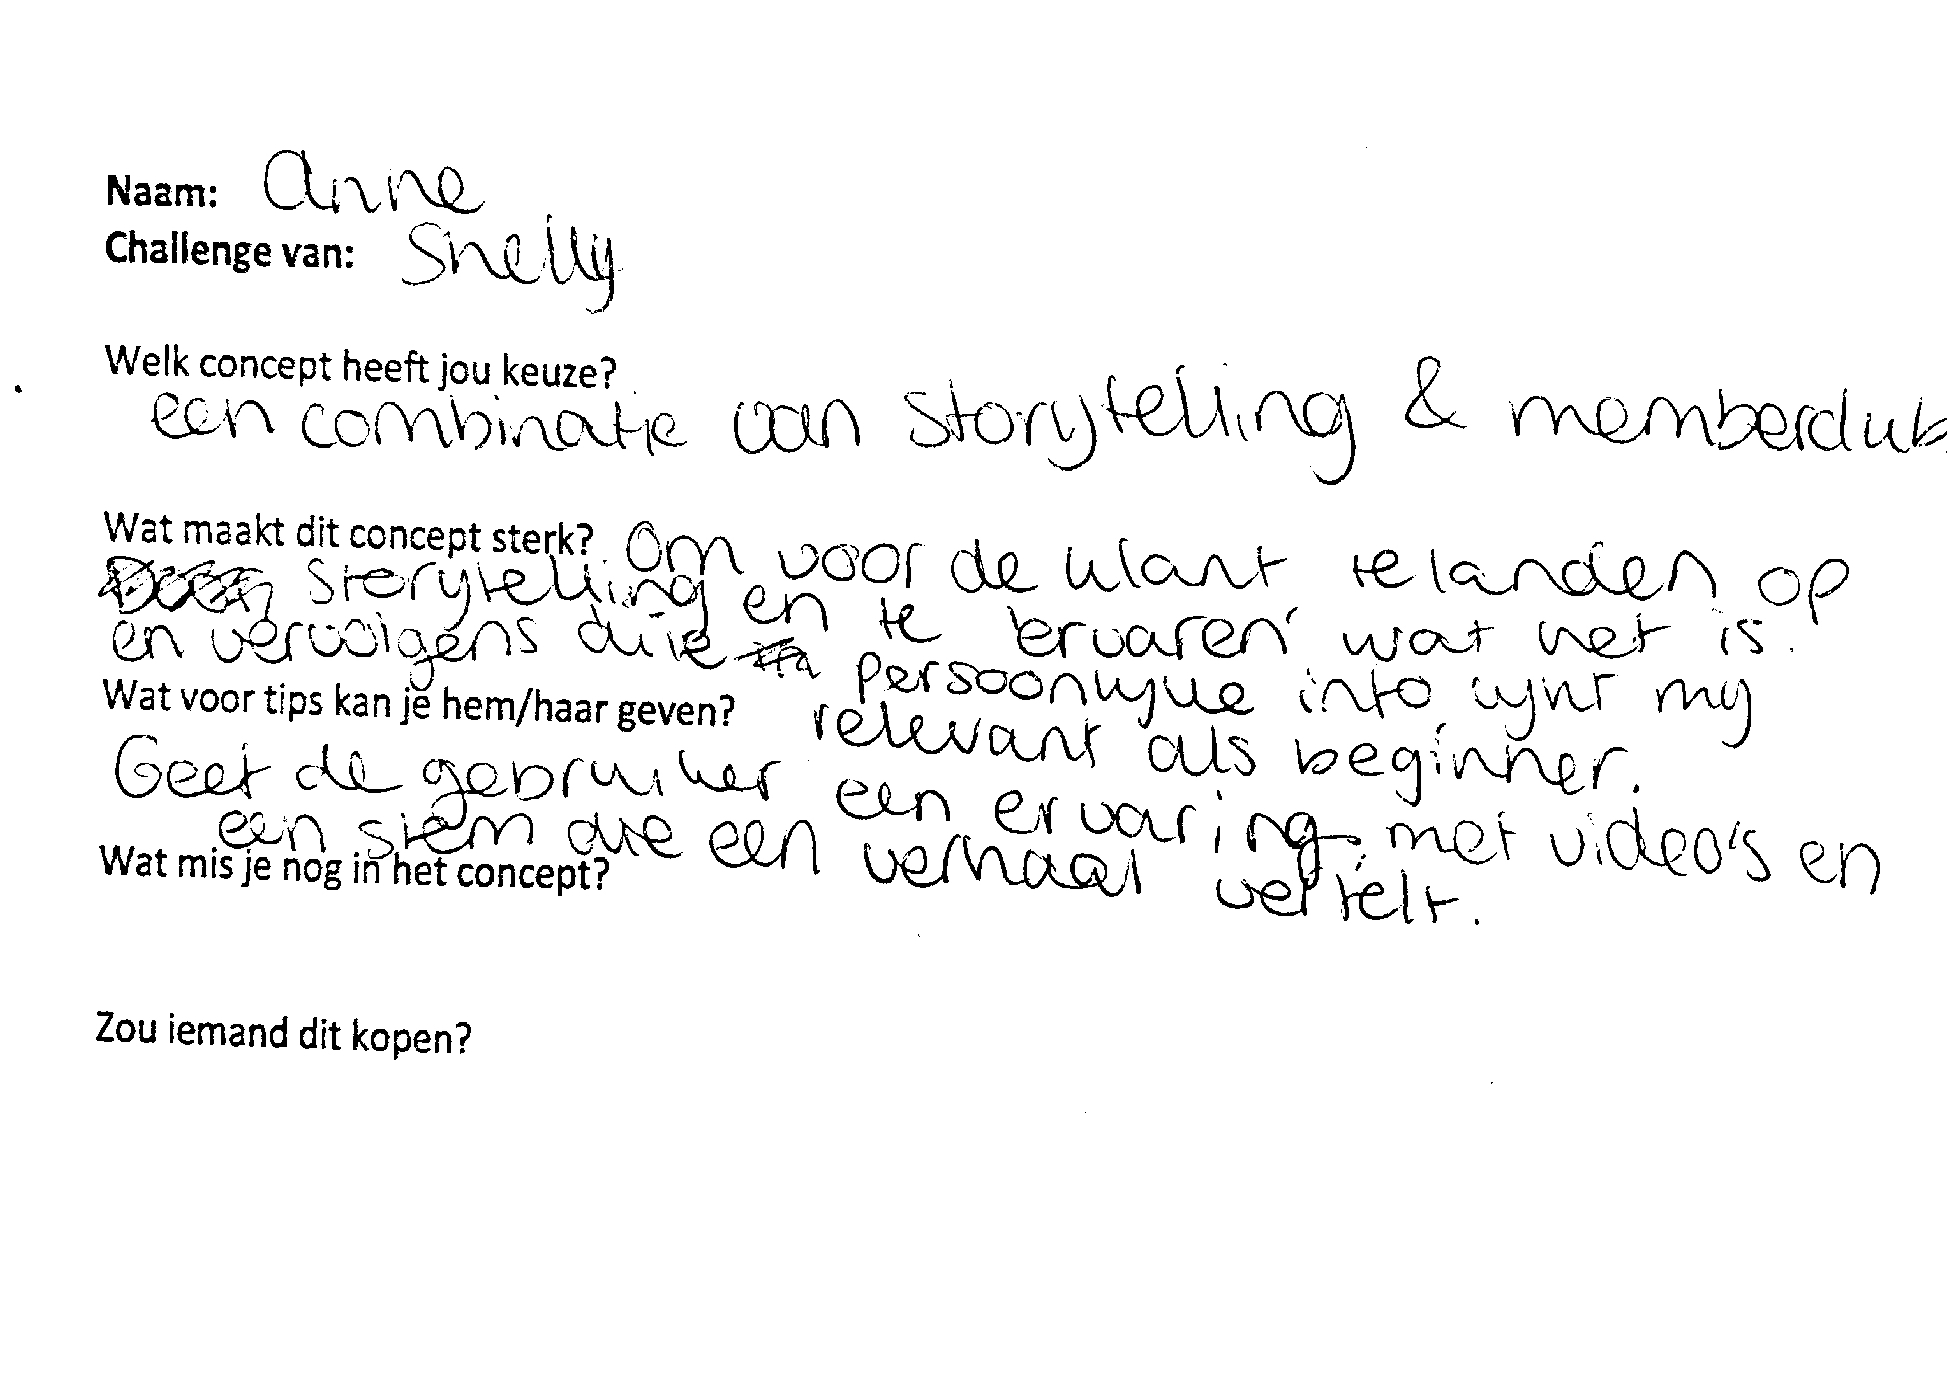 Naam: Anne
Challenge van: Shelly
Welk concept heeft jou keuze?
een combinatie van Storytelling & memberclub
Wat maakt dit concept sterk? Om voor de klant te landen op
Storytelling en te 'ervaren' wat het is.
en vervolgens die persoonlijke info lijkt mij
relevant als beginner.
Wat voor tips kan je hem/haar geven?
Geef de gebruiker een ervaring, met video's en
een stem die een verhaal vertelt.
Wat mis je nog in het concept?
Zou iemand dit kopen?